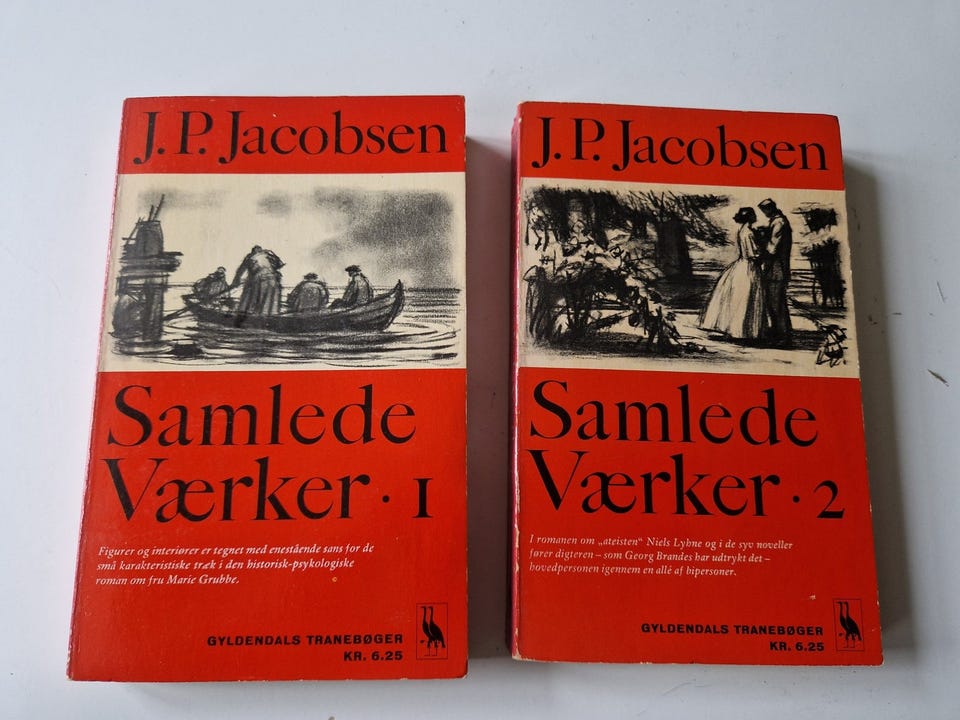 J.P. Jacobsen
Samlede
Værker · 1
Figurer og interiører er tegnet med enestående sans for de
små karakteristiske træk i den historisk-psykologiske
roman om fru Marie Grubbe.
GYLDENDALS TRANEBØGER
KR. 6.25
J.P. Jacobsen
Samlede
Værker · 2
I romanen om „ateisten“ Niels Lyhne og i de syv noveller
fører digteren – som Georg Brandes har udtrykt det –
hovedpersonen igennem en allé af bipersoner.
GYLDENDALS TRANEBØGER
KR. 6.25